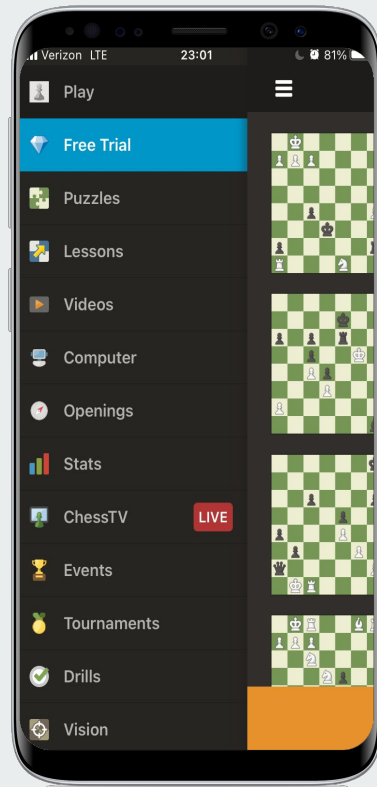 Verizon LTE 23:01 81%
Play
Free Trial
Puzzles
Lessons
Videos
Computer
Openings
Stats
ChessTV LIVE
Events
Tournaments
Drills
Vision